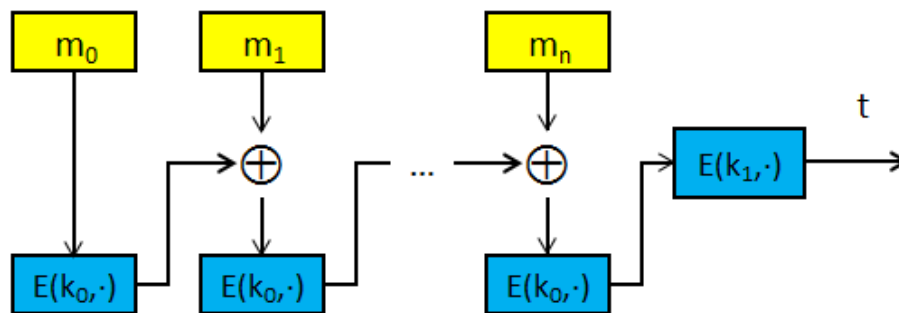 m₀ m₁ mₙ
t
... E(k₁,·)
E(k₀,·) E(k₀,·) E(k₀,·)